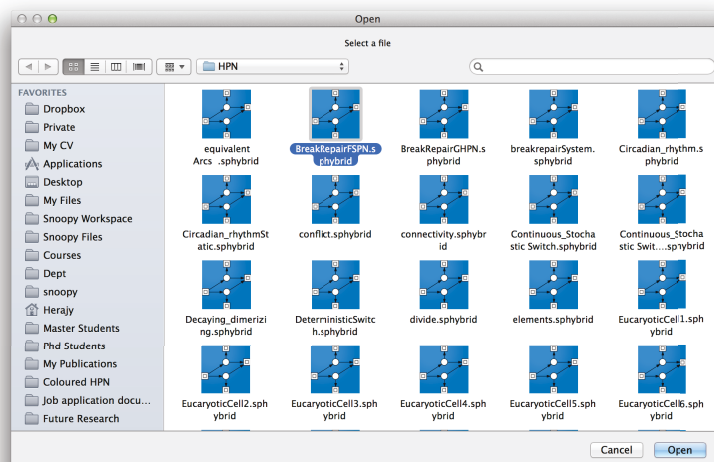 Open
Select a file
HPN
FAVORITES
Dropbox
Private
My CV
Applications
Desktop
My Files
Snoopy Workspace
Snoopy Files
Courses
Dept
snoopy
Herajy
Master Students
Phd Students
My Publications
Coloured HPN
Job application docu...
Future Research
equivalent
Arcs .sphybrid
BreakRepairFSPN.s
phybrid
BreakRepairGHPN.s
phybrid
breakrepairSystem.
sphybrid
Circadian_rhythm.s
phybrid
Circadian_rhythmSt
atic.sphybrid
conflict.sphybrid
connectivity.sphybr
id
Continuous_Stocha
stic Switch.sphybrid
Continuous_Stocha
stic Swit....sphybrid
Decaying_dimerizi
ng.sphybrid
DeterministicSwitc
h.sphybrid
divide.sphybrid
elements.sphybrid
EucaryoticCell1.sph
ybrid
EucaryoticCell2.sph
ybrid
EucaryoticCell3.sph
ybrid
EucaryoticCell4.sph
ybrid
EucaryoticCell5.sph
ybrid
EucaryoticCell6.sph
ybrid
Cancel
Open